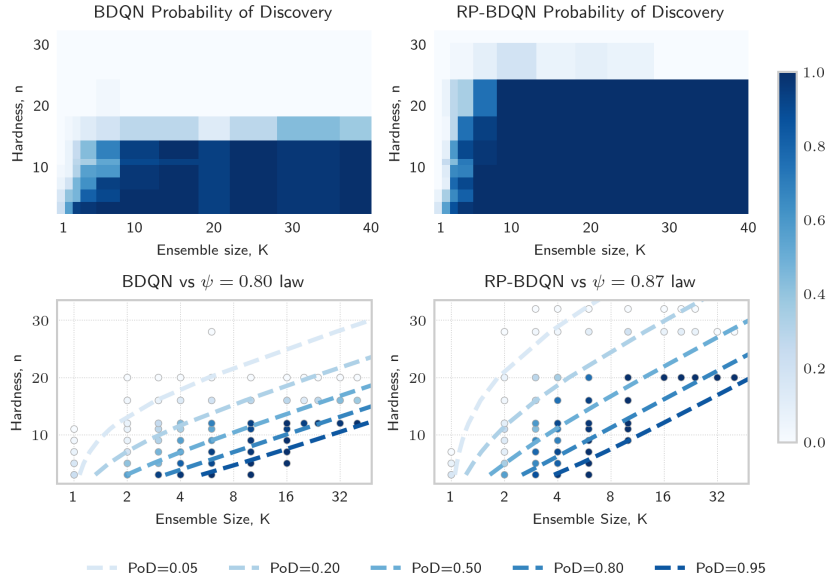 BDQN Probability of Discovery
RP-BDQN Probability of Discovery
Hardness, n
30
20
10
1
10
20
30
40
Ensemble size, K
Hardness, n
30
20
10
1
10
20
30
40
Ensemble size, K
1.0
0.8
0.6
0.4
0.2
0.0
BDQN vs ψ = 0.80 law
RP-BDQN vs ψ = 0.87 law
Hardness, n
30
20
10
1
2
4
8
16
32
Ensemble Size, K
Hardness, n
30
20
10
1
2
4
8
16
32
Ensemble Size, K
PoD=0.05
PoD=0.20
PoD=0.50
PoD=0.80
PoD=0.95